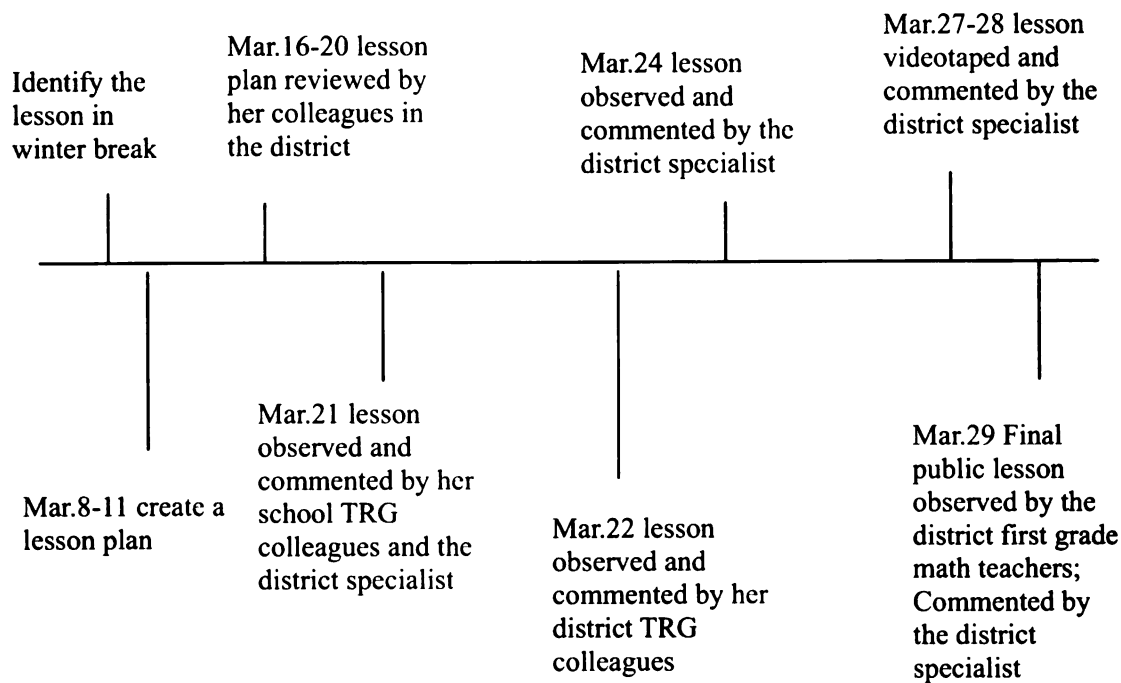 Identify the
lesson in
winter break
Mar.16-20 lesson
plan reviewed by
her colleagues in
the district
Mar.24 lesson
observed and
commented by the
district specialist
Mar.27-28 lesson
videotaped and
commented by the
district specialist
Mar.8-11 create a
lesson plan
Mar.21 lesson
observed and
commented by her
school TRG
colleagues and the
district specialist
Mar.22 lesson
observed and
commented by her
district TRG
colleagues
Mar.29 Final
public lesson
observed by the
district first grade
math teachers;
Commented by
the district
specialist